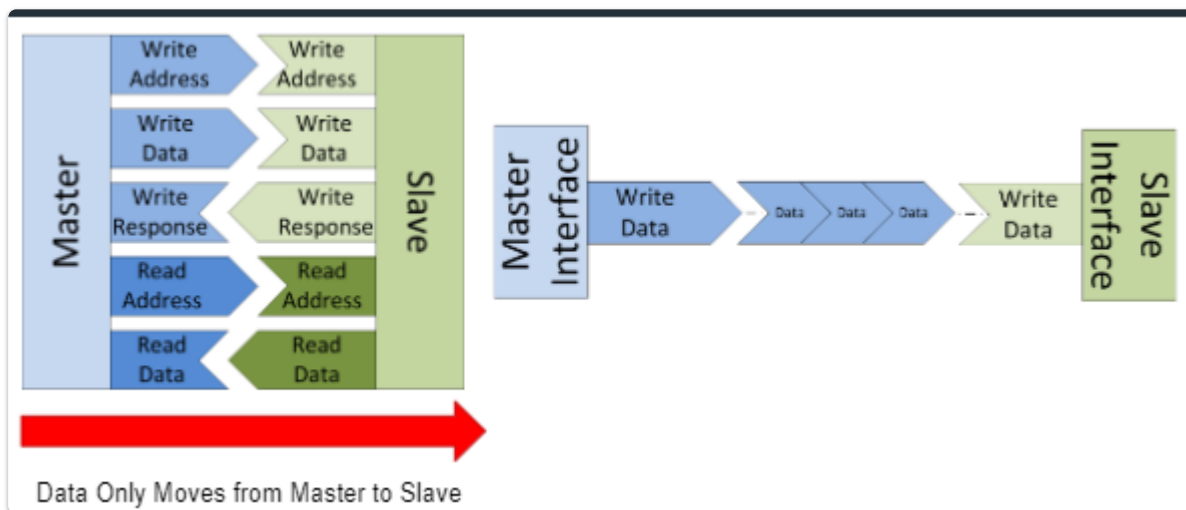 Master
Write
Address
Write
Address
Write
Data
Write
Data
Write
Response
Write
Response
Read
Address
Read
Address
Read
Data
Read
Data
Slave
Master
Interface
Write
Data
Data
Data
Data
Write
Data
Slave
Interface
Data Only Moves from Master to Slave